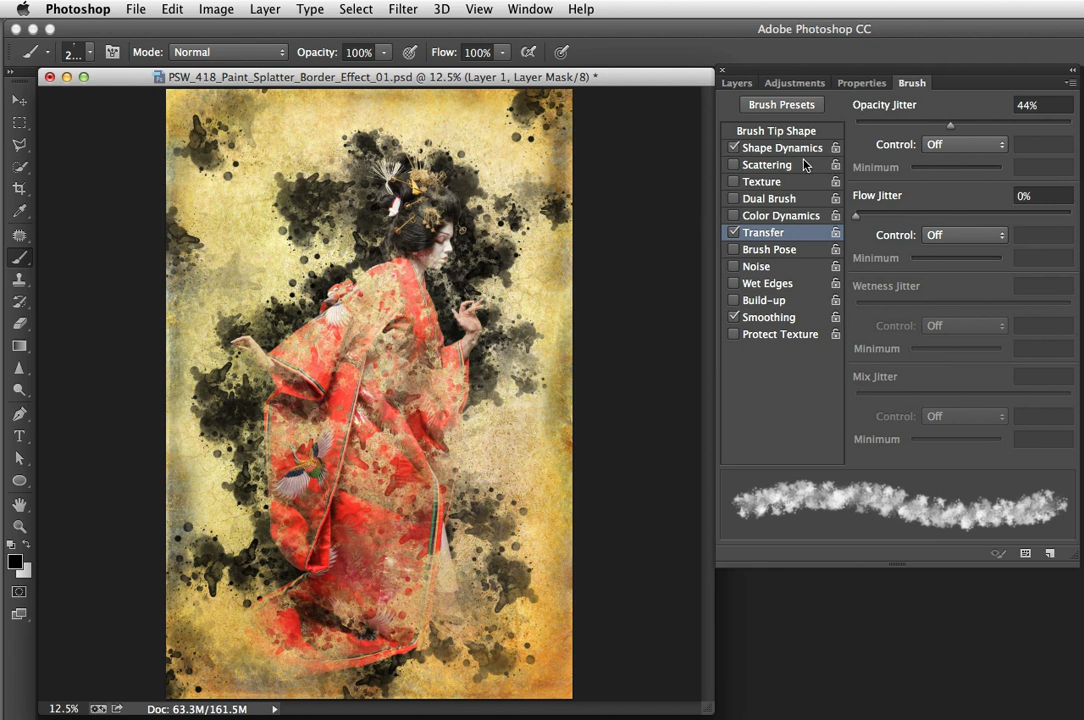 Photoshop File Edit Image Layer Type Select Filter 3D View Window Help
Adobe Photoshop CC
2... Mode: Normal Opacity: 100% Flow: 100%
PSW_418_Paint_Splatter_Border_Effect_01.psd @ 12.5% (Layer 1, Layer Mask/8) *
Layers Adjustments Properties Brush
Brush Presets
Brush Tip Shape
Shape Dynamics
Scattering
Texture
Dual Brush
Color Dynamics
Transfer
Brush Pose
Noise
Wet Edges
Build-up
Smoothing
Protect Texture
Opacity Jitter 44%
Control: Off
Minimum
Flow Jitter 0%
Control: Off
Minimum
Wetness Jitter
Control: Off
Minimum
Mix Jitter
Control: Off
Minimum
12.5% Doc: 63.3M/161.5M